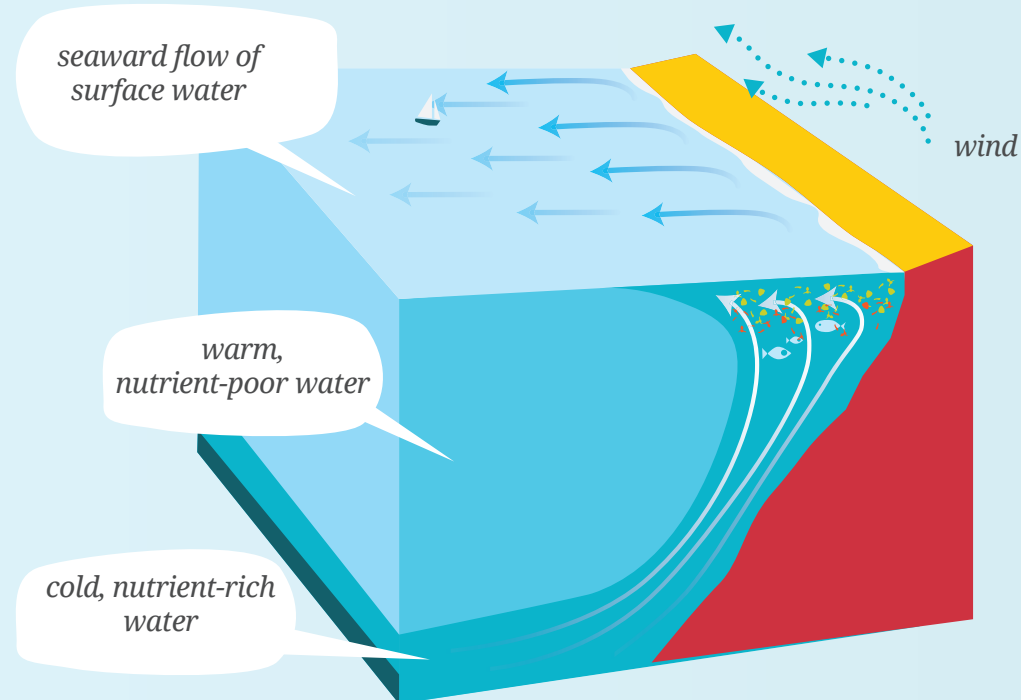 seaward flow of
surface water
wind
warm,
nutrient-poor water
cold, nutrient-rich
water